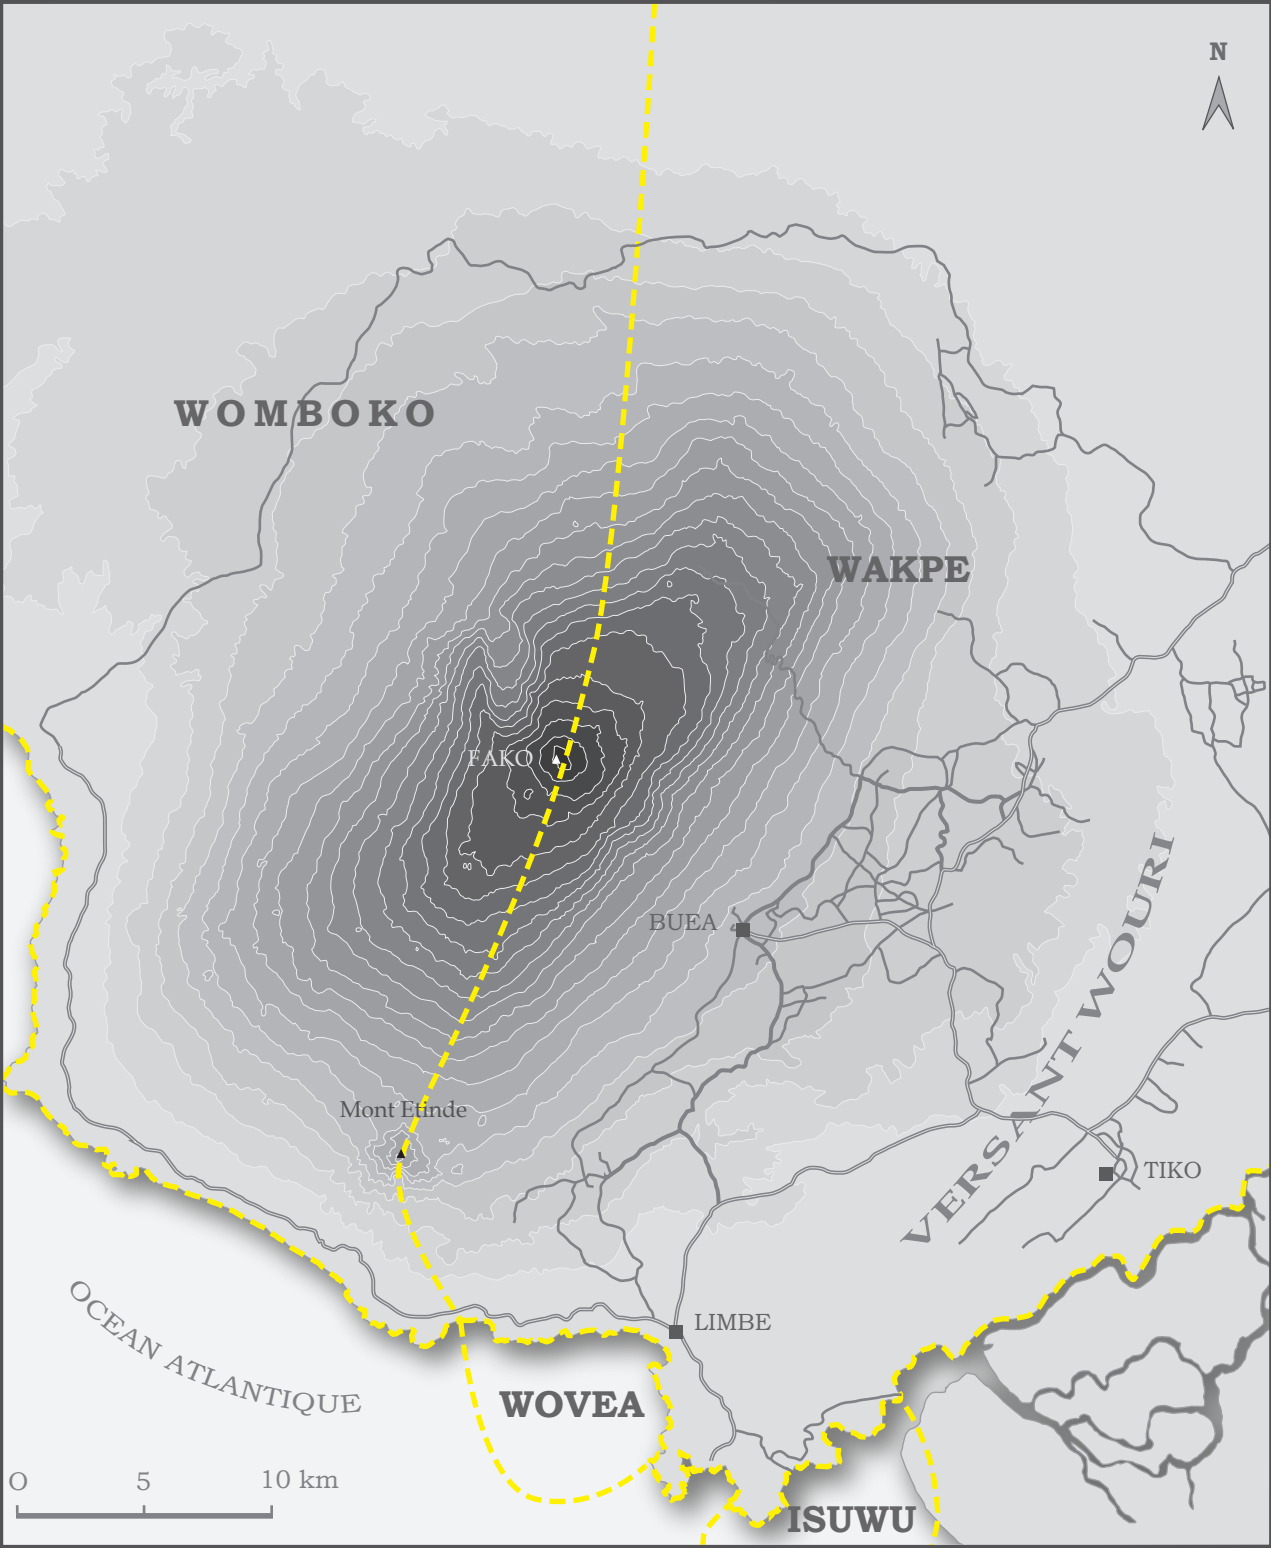 N
WOMBOKO
WAKPE
FAKO
BUEA
VERSANT WOURI
Mont Etinde
TIKO
LIMBE
OCEAN ATLANTIQUE
WOVEA
O 5 10 km
ISUWU